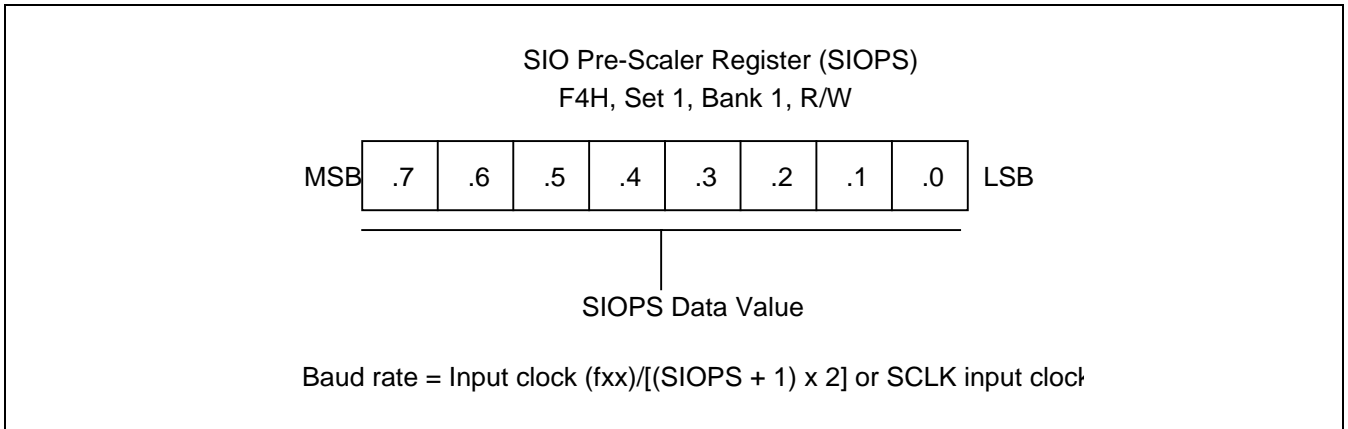 SIO Pre-Scaler Register (SIOPS)
F4H, Set 1, Bank 1, R/W
MSB .7 .6 .5 .4 .3 .2 .1 .0 LSB
SIOPS Data Value
Baud rate = Input clock (fxx)/[(SIOPS + 1) x 2] or SCLK input clock